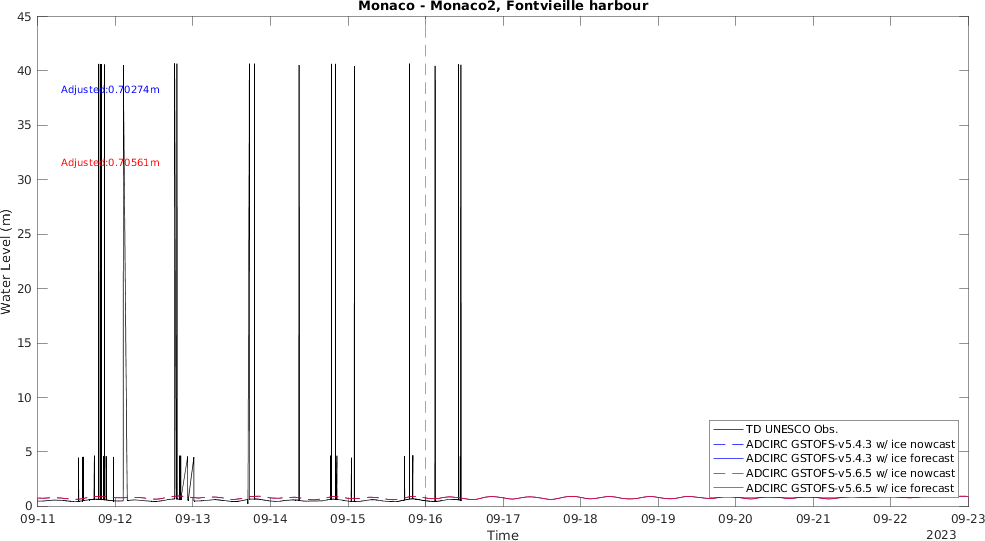 Monaco - Monaco2, Fontvieille harbour
45
40
35
30
25
20
15
10
5
0
Water Level (m)
Adjusted:0.70274m
Adjusted:0.70561m
TD UNESCO Obs.
ADCIRC GSTOFS-v5.4.3 w/ ice nowcast
ADCIRC GSTOFS-v5.4.3 w/ ice forecast
ADCIRC GSTOFS-v5.6.5 w/ ice nowcast
ADCIRC GSTOFS-v5.6.5 w/ ice forecast
09-11 09-12 09-13 09-14 09-15 09-16 09-17 09-18 09-19 09-20 09-21 09-22 09-23
Time
2023